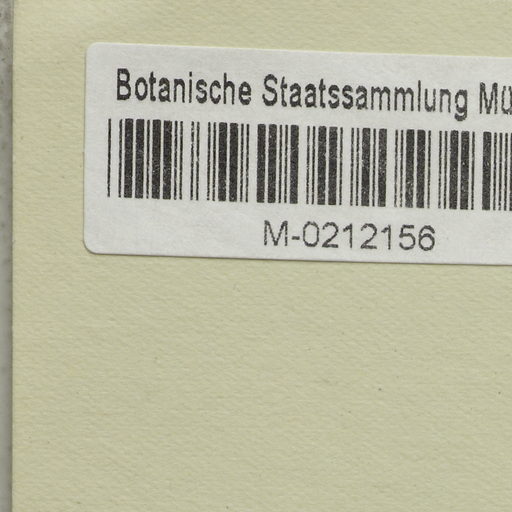 Botanische Staatssammlung Mü
M-0212156